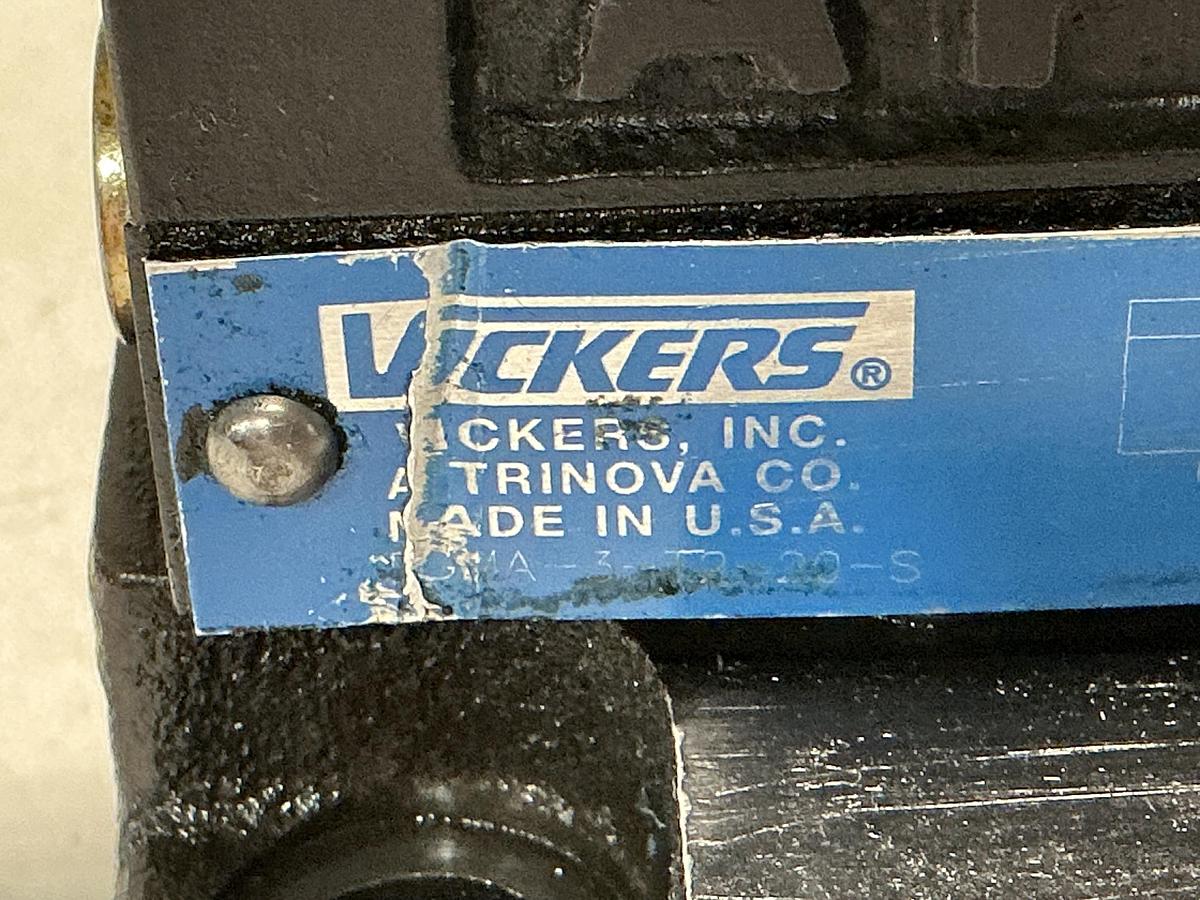 VICKERS®
VICKERS, INC.
A TRINOVA CO.
MADE IN U.S.A.